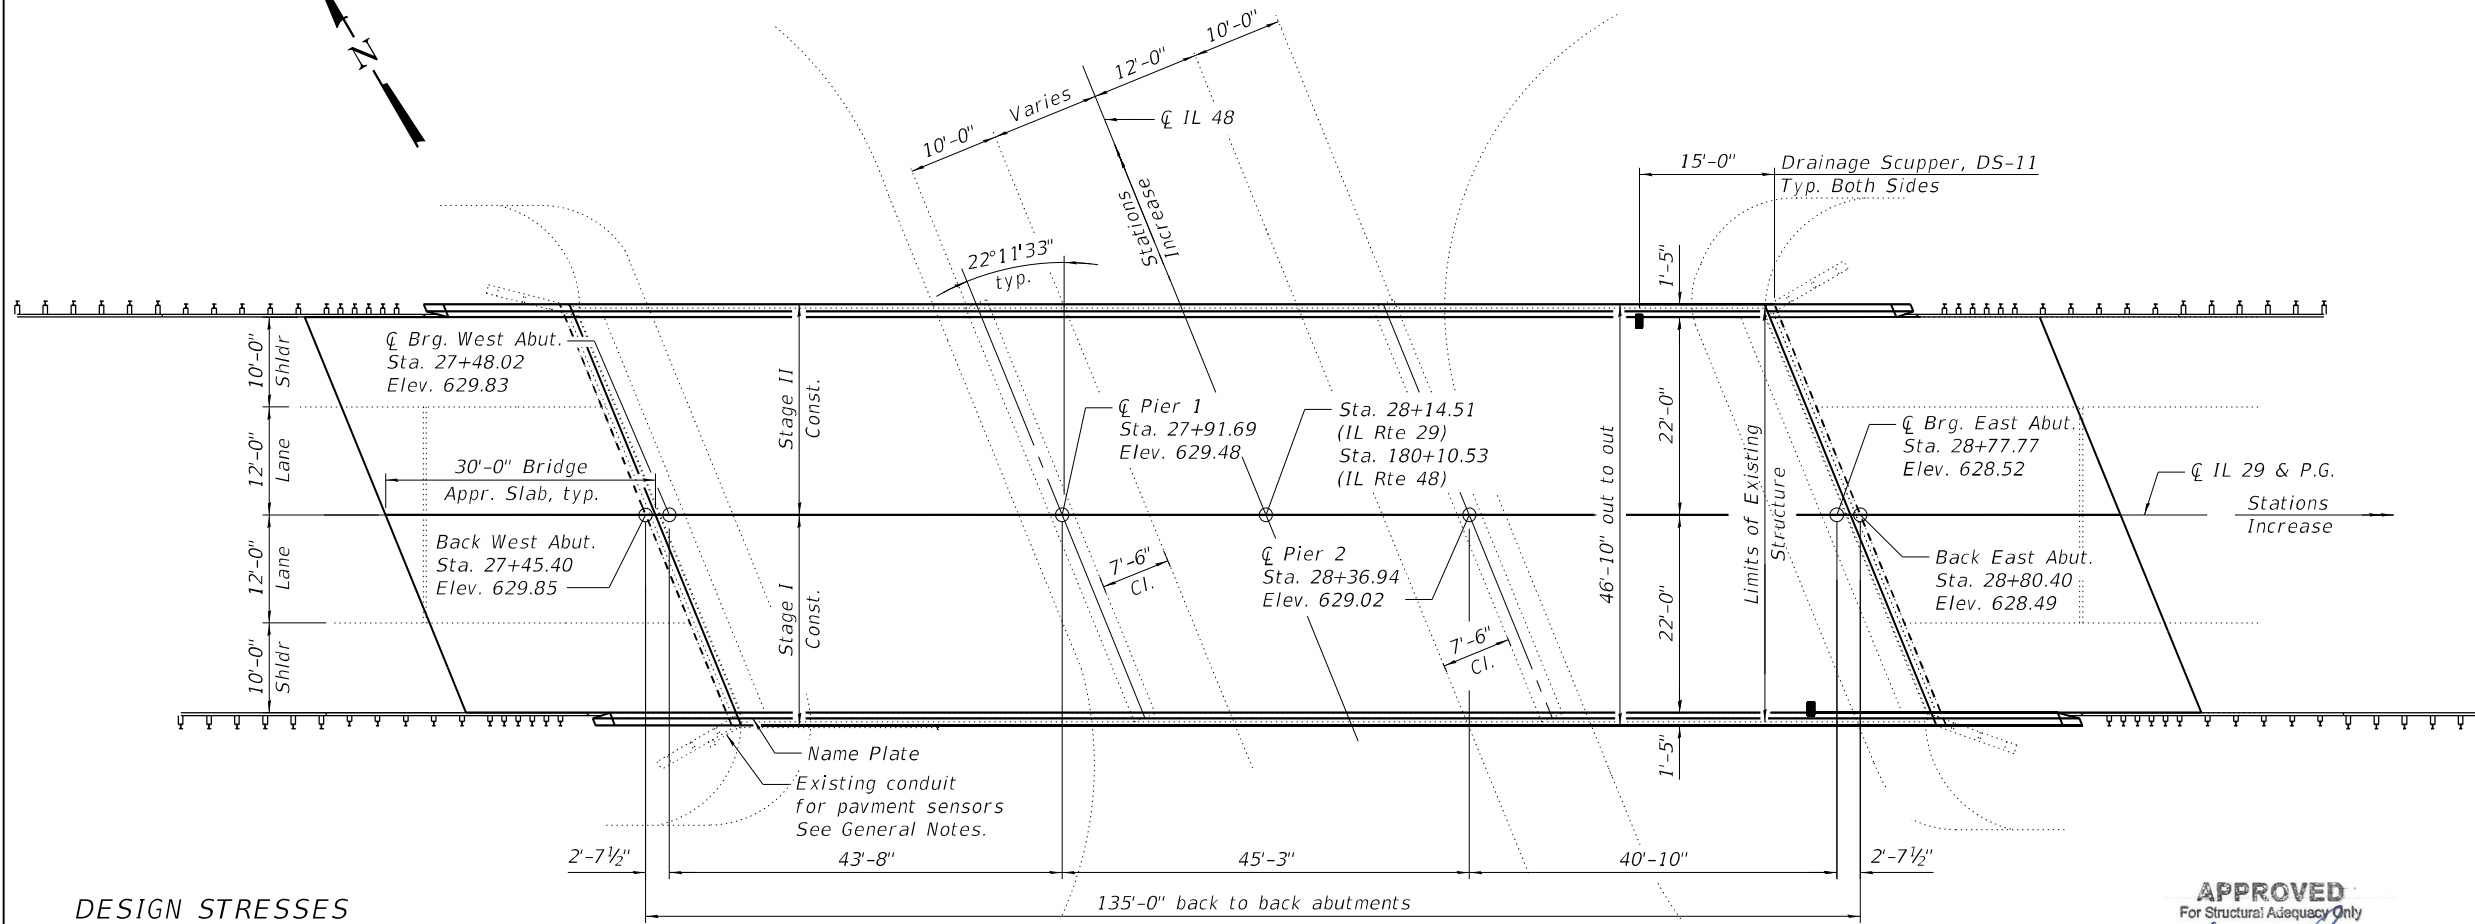 N
10'-0"
Varies
12'-0"
10'-0"
℄ IL 48
Stations
Increase
22°11'33"
typ.
15'-0"
Drainage Scupper, DS-11
Typ. Both Sides
1'-5"
10'-0"
Shldr
12'-0"
Lane
12'-0"
Lane
10'-0"
Shldr
℄ Brg. West Abut.
Sta. 27+48.02
Elev. 629.83
Stage II
Const.
30'-0" Bridge
Appr. Slab, typ.
Back West Abut.
Sta. 27+45.40
Elev. 629.85
Stage I
Const.
℄ Pier 1
Sta. 27+91.69
Elev. 629.48
Sta. 28+14.51
(IL Rte 29)
Sta. 180+10.53
(IL Rte 48)
7'-6"
Cl.
℄ Pier 2
Sta. 28+36.94
Elev. 629.02
7'-6"
Cl.
46'-10" out to out
22'-0"
22'-0"
Limits of Existing
Structure
℄ Brg. East Abut.
Sta. 28+77.77
Elev. 628.52
℄ IL 29 & P.G.
Stations
Increase
Back East Abut.
Sta. 28+80.40
Elev. 628.49
1'-5"
Name Plate
Existing conduit
for pavment sensors
See General Notes.
2'-7½"
43'-8"
45'-3"
40'-10"
2'-7½"
135'-0" back to back abutments
DESIGN STRESSES
APPROVED
For Structural Adequacy Only